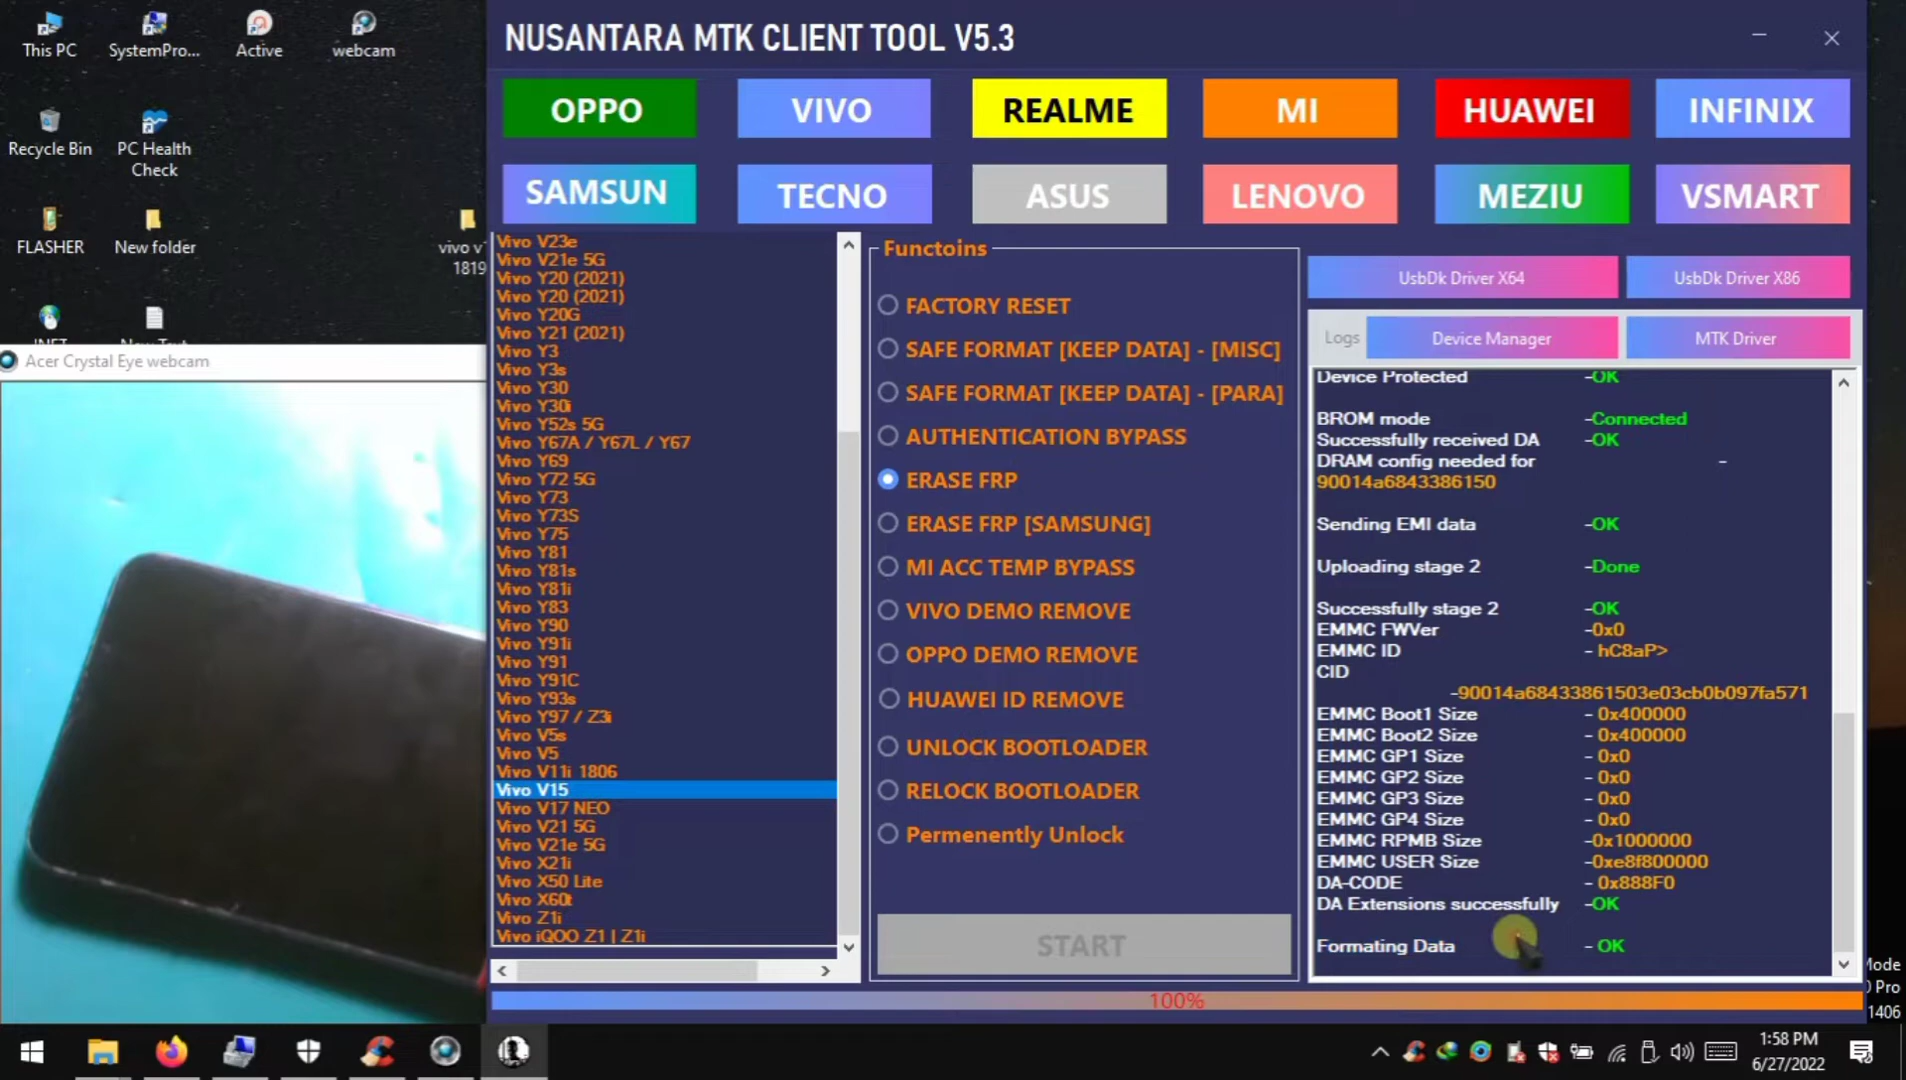 This PC
SystemPro...
Active
webcam
Recycle Bin
PC Health
Check
FLASHER
New folder
vivo v
1819
Acer Crystal Eye webcam
NUSANTARA MTK CLIENT TOOL V5.3
OPPO
VIVO
REALME
MI
HUAWEI
INFINIX
SAMSUN
TECNO
ASUS
LENOVO
MEZIU
VSMART
Vivo V23e
Vivo V21e 5G
Vivo Y20 (2021)
Vivo Y20 (2021)
Vivo Y20G
Vivo Y21 (2021)
Vivo Y3
Vivo Y3s
Vivo Y30
Vivo Y30i
Vivo Y52s 5G
Vivo Y67A / Y67L / Y67
Vivo Y69
Vivo Y72 5G
Vivo Y73
Vivo Y73S
Vivo Y75
Vivo Y81
Vivo Y81s
Vivo Y81i
Vivo Y83
Vivo Y90
Vivo Y91i
Vivo Y91
Vivo Y91C
Vivo Y93s
Vivo Y97 / Z3i
Vivo V5s
Vivo V5
Vivo V11i 1806
Vivo V15
Vivo V17 NEO
Vivo V21 5G
Vivo V21e 5G
Vivo X21i
Vivo X50 Lite
Vivo X60t
Vivo Z1i
Vivo iQOO Z1 | Z1i
Functoins
FACTORY RESET
SAFE FORMAT [KEEP DATA] - [MISC]
SAFE FORMAT [KEEP DATA] - [PARA]
AUTHENTICATION BYPASS
ERASE FRP
ERASE FRP [SAMSUNG]
MI ACC TEMP BYPASS
VIVO DEMO REMOVE
OPPO DEMO REMOVE
HUAWEI ID REMOVE
UNLOCK BOOTLOADER
RELOCK BOOTLOADER
Permenently Unlock
START
UsbDk Driver X64
UsbDk Driver X86
Logs
Device Manager
MTK Driver
Device Protected -OK
BROM mode -Connected
Successfully received DA -OK
DRAM config needed for -
90014a6843386150
Sending EMI data -OK
Uploading stage 2 -Done
Successfully stage 2 -OK
EMMC FWVer -0x0
EMMC ID - hC8aP>
CID
-90014a68433861503e03cb0b097fa571
EMMC Boot1 Size - 0x400000
EMMC Boot2 Size - 0x400000
EMMC GP1 Size - 0x0
EMMC GP2 Size - 0x0
EMMC GP3 Size - 0x0
EMMC GP4 Size - 0x0
EMMC RPMB Size -0x1000000
EMMC USER Size -0xe8f800000
DA-CODE - 0x888F0
DA Extensions successfully -OK
Formating Data - OK
100%
Mode
0 Pro
1406
1:58 PM
6/27/2022